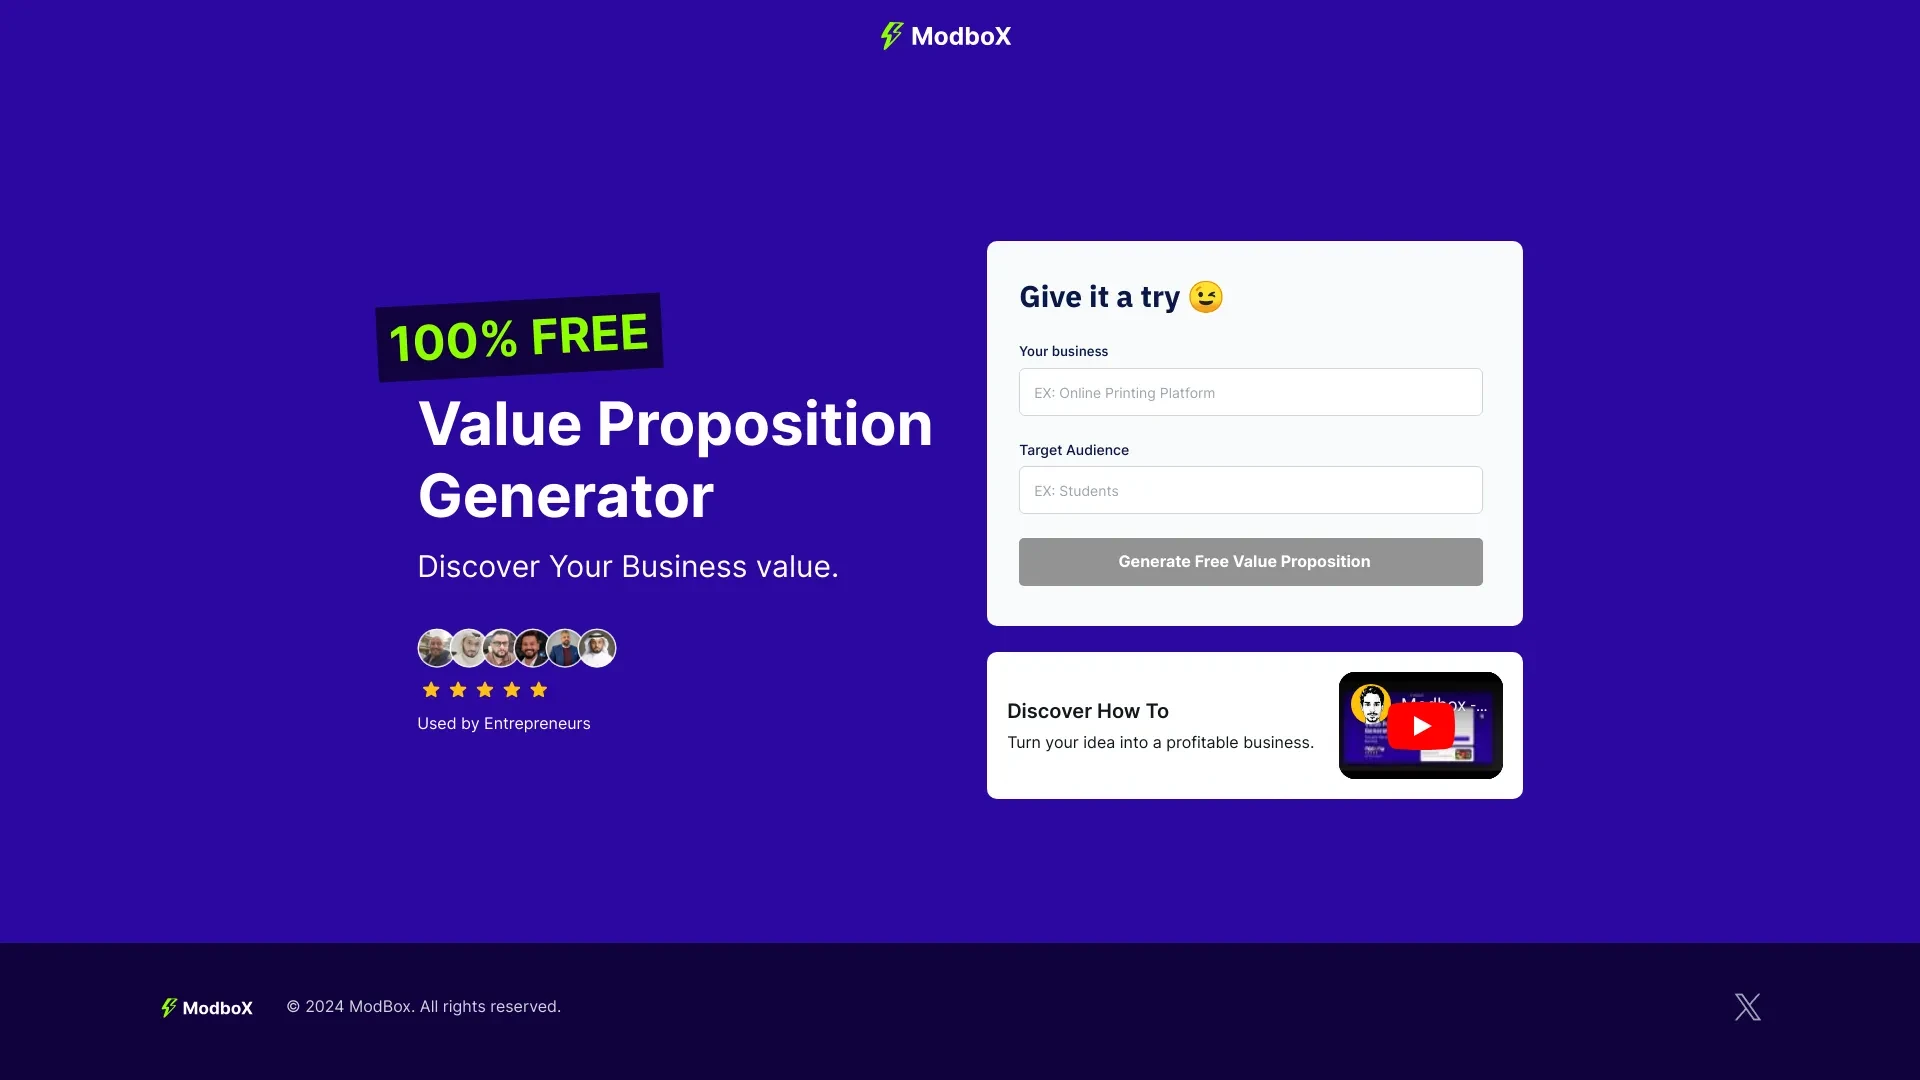 ModboX
100% FREE
Value Proposition
Generator
Discover Your Business value.
Used by Entrepreneurs
Give it a try 😉
Your business
EX: Online Printing Platform
Target Audience
EX: Students
Generate Free Value Proposition
Discover How To
Turn your idea into a profitable business.
Modbox -...
ModboX
© 2024 ModBox. All rights reserved.